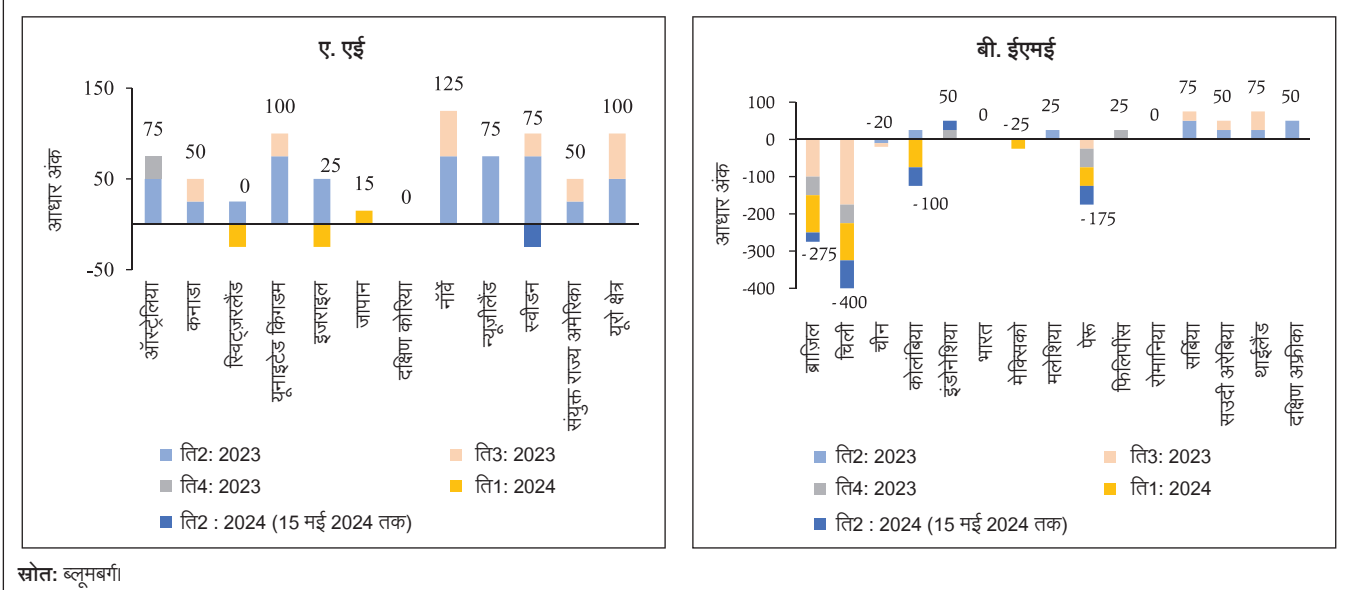 ए. एई
आधार अंक
150
50
-50
75
50
0
100
25
15
0
125
75
75
50
100
ऑस्ट्रेलिया
कनाडा
स्विट्ज़रलैंड
यूनाइटेड किंगडम
इजराइल
जापान
दक्षिण कोरिया
नॉर्वे
न्यूज़ीलैंड
स्वीडन
संयुक्त राज्य अमेरिका
यूरो क्षेत्र
ति2: 2023
ति3: 2023
ति4: 2023
ति1: 2024
ति2 : 2024 (15 मई 2024 तक)
बी. ईएमई
आधार अंक
100
0
-100
-200
-300
-400
-275
-400
-20
-100
50
0
-25
25
-175
25
0
75
50
75
50
ब्राज़िल
चिली
चीन
कोलंबिया
इंडोनेशिया
भारत
मेक्सिको
मलेशिया
पेरू
फिलिपींस
रोमानिया
सर्बिया
सउदी अरेबिया
थाईलैंड
दक्षिण अफ्रीका
ति2: 2023
ति3: 2023
ति4: 2023
ति1: 2024
ति2 : 2024 (15 मई 2024 तक)
स्रोत: ब्लूमबर्ग।